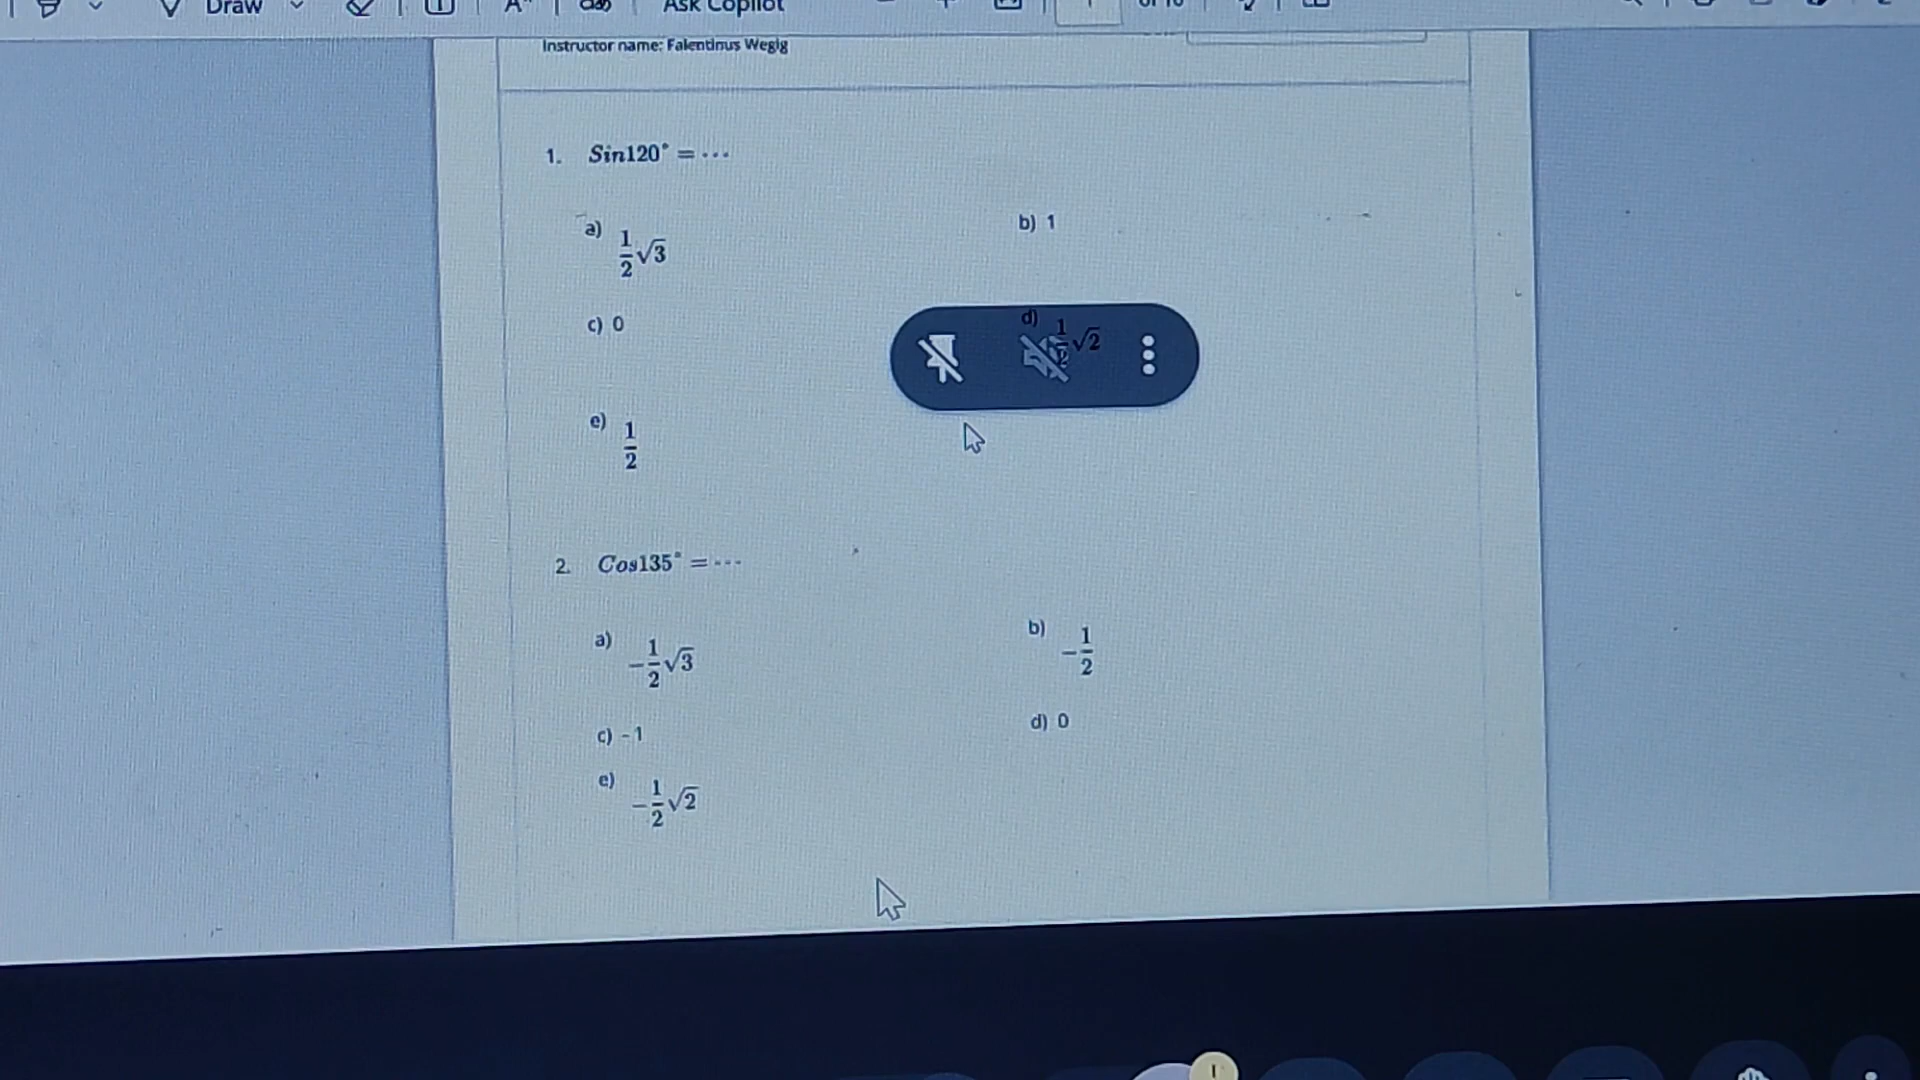 Draw
Ask Copilot
Instructor name: Falentinus Wegig
1. Sin120° = ⋯
a) 1/2 √3
b) 1
c) 0
d) 1/2 √2
e) 1/2
2. Cos135° = ⋯
a) -1/2 √3
b) -1/2
c) -1
d) 0
e) -1/2 √2